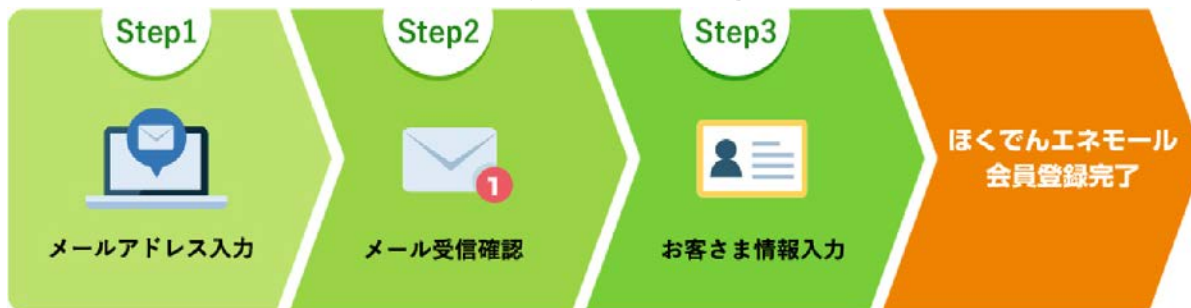 Step1
メールアドレス入力
Step2
1
メール受信確認
Step3
お客さま情報入力
ほくでんエネモール
会員登録完了